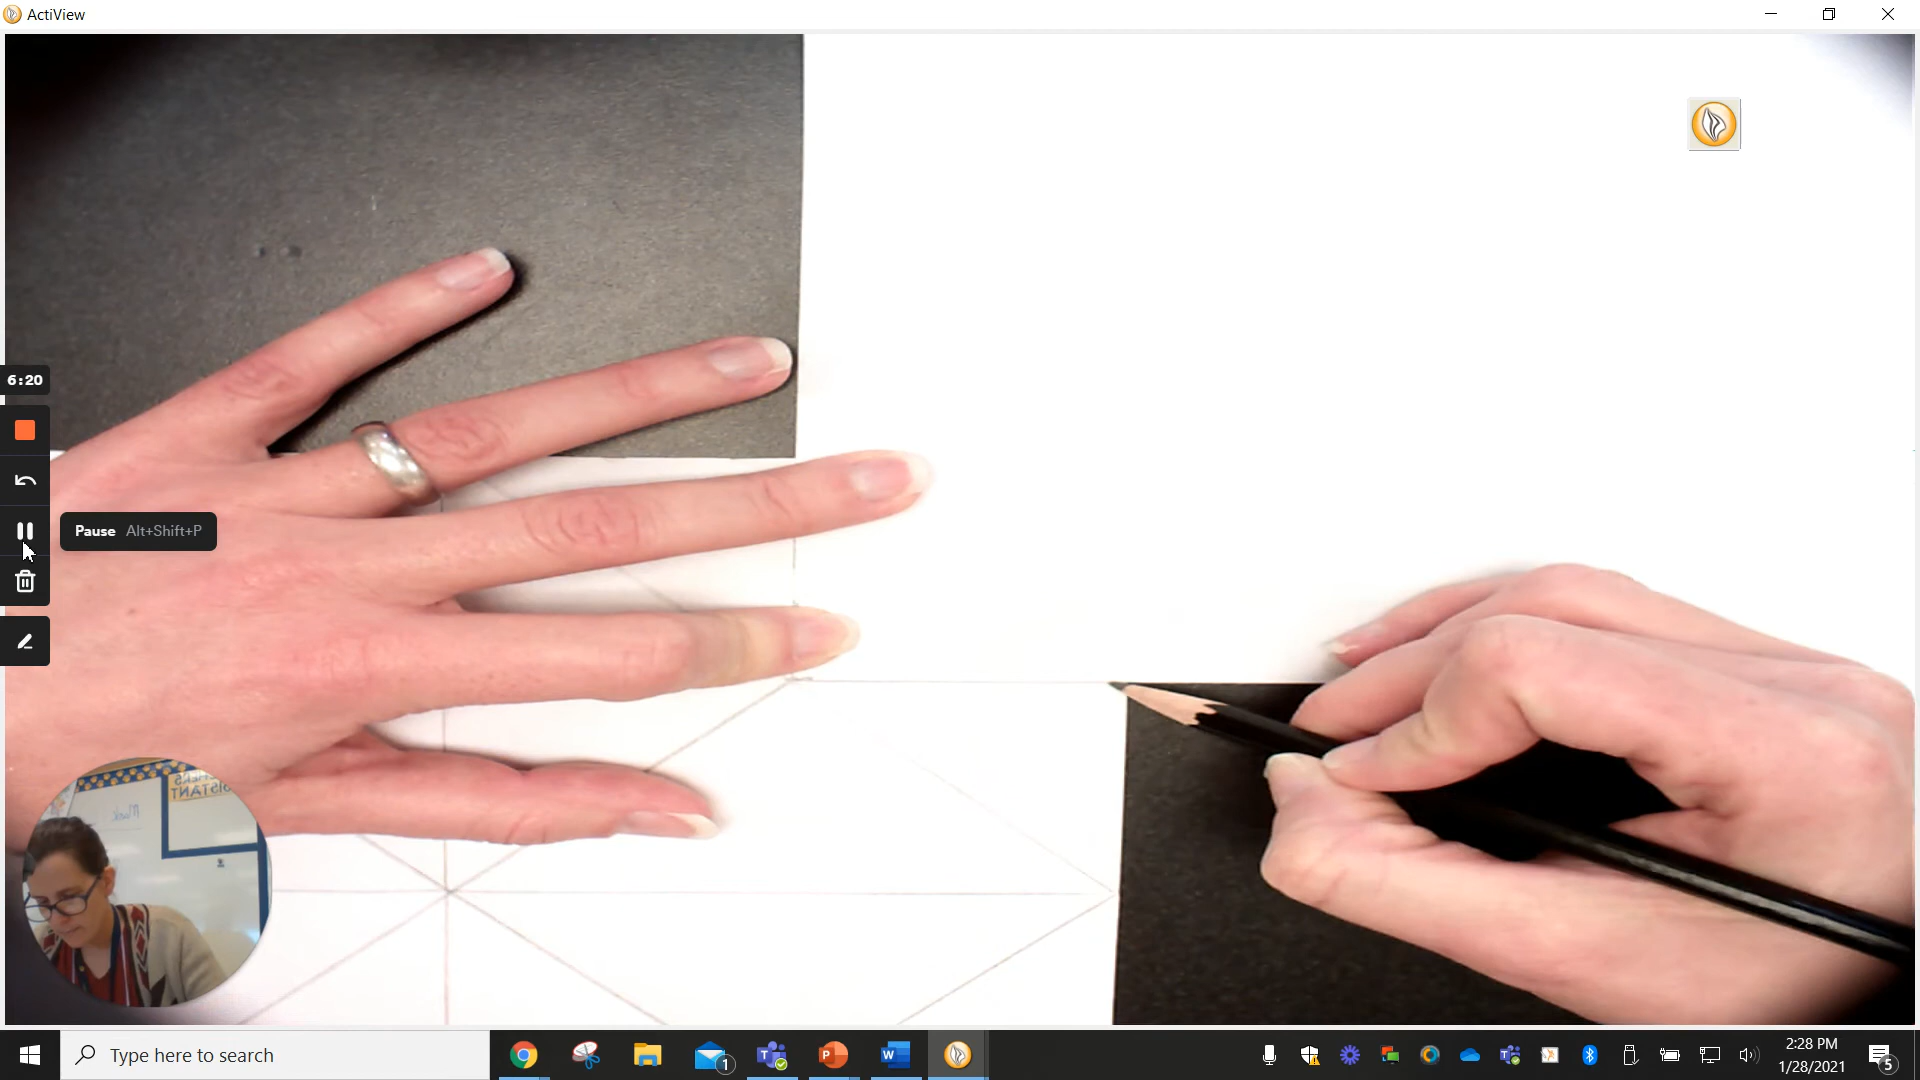 ActiView
6:20
Pause Alt+Shift+P
Type here to search
1
2:28 PM
1/28/2021
5